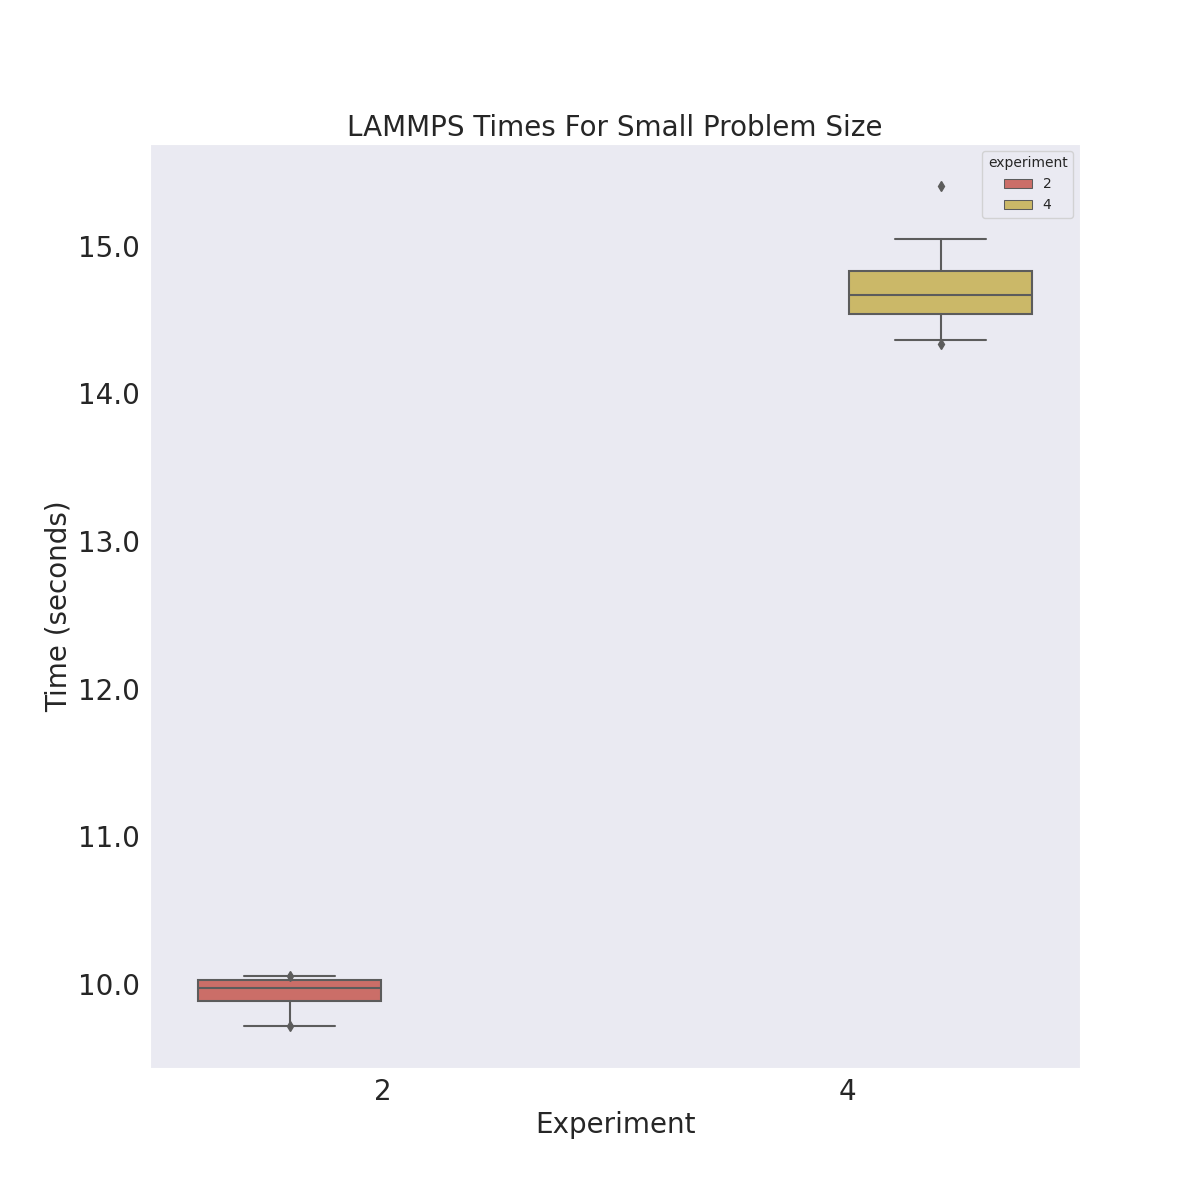 LAMMPS Times For Small Problem Size
experiment
2
4
15.0
14.0
13.0
12.0
11.0
10.0
Time (seconds)
2 4
Experiment